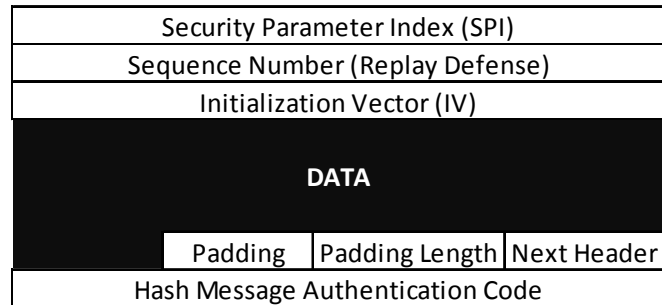 Security Parameter Index (SPI)
Sequence Number (Replay Defense)
Initialization Vector (IV)
DATA
Padding Padding Length Next Header
Hash Message Authentication Code